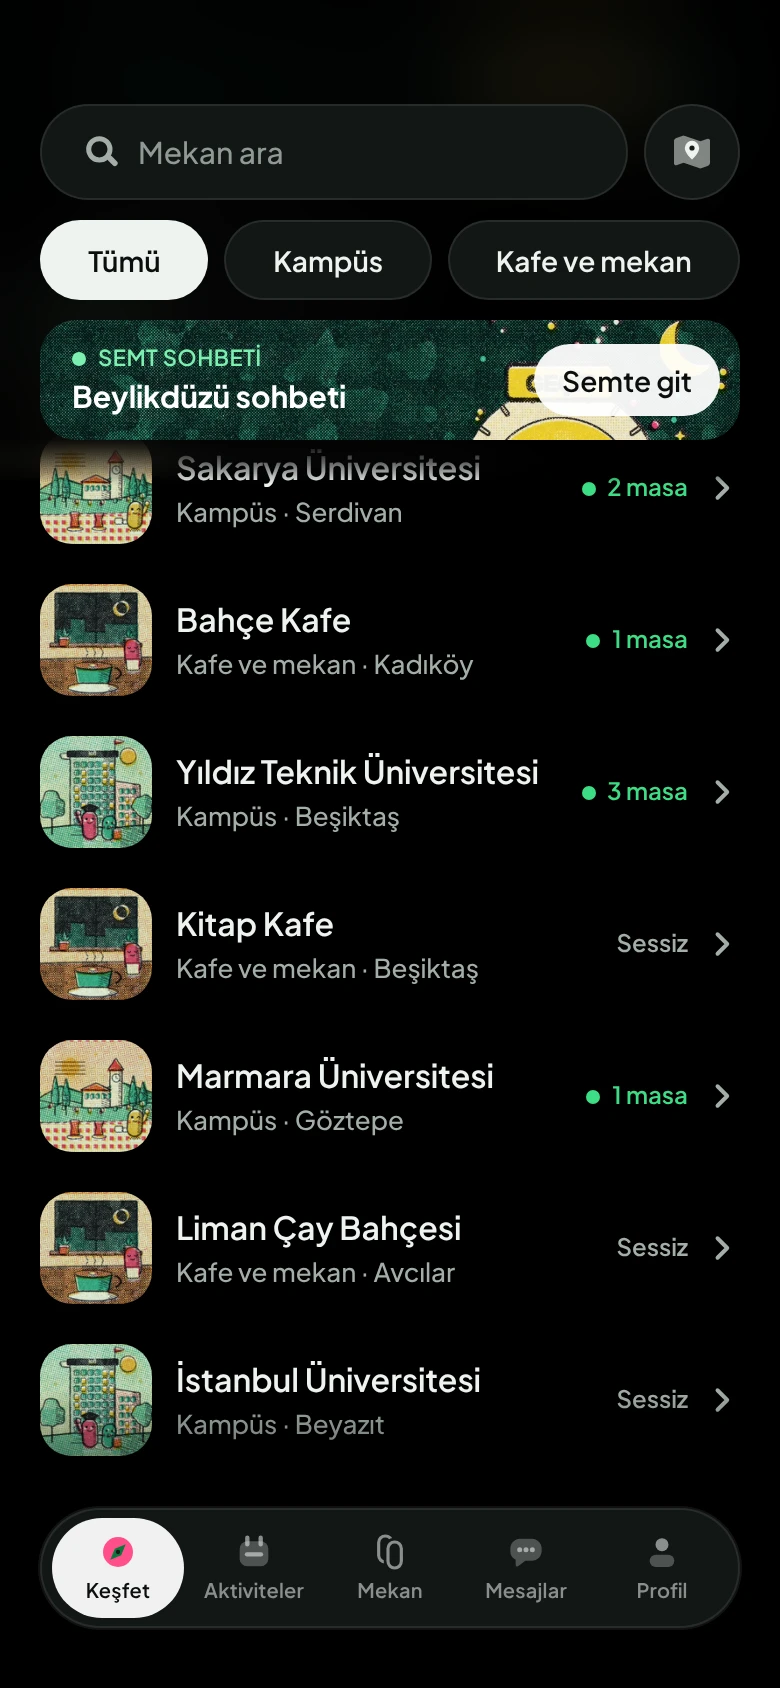 Mekan ara
Tümü
Kampüs
Kafe ve mekan
SEMT SOHBETİ
Beylikdüzü sohbeti
Semte git
Sakarya Üniversitesi
Kampüs · Serdivan
2 masa
Bahçe Kafe
Kafe ve mekan · Kadıköy
1 masa
Yıldız Teknik Üniversitesi
Kampüs · Beşiktaş
3 masa
Kitap Kafe
Kafe ve mekan · Beşiktaş
Sessiz
Marmara Üniversitesi
Kampüs · Göztepe
1 masa
Liman Çay Bahçesi
Kafe ve mekan · Avcılar
Sessiz
İstanbul Üniversitesi
Kampüs · Beyazıt
Sessiz
Keşfet
Aktiviteler
Mekan
Mesajlar
Profil